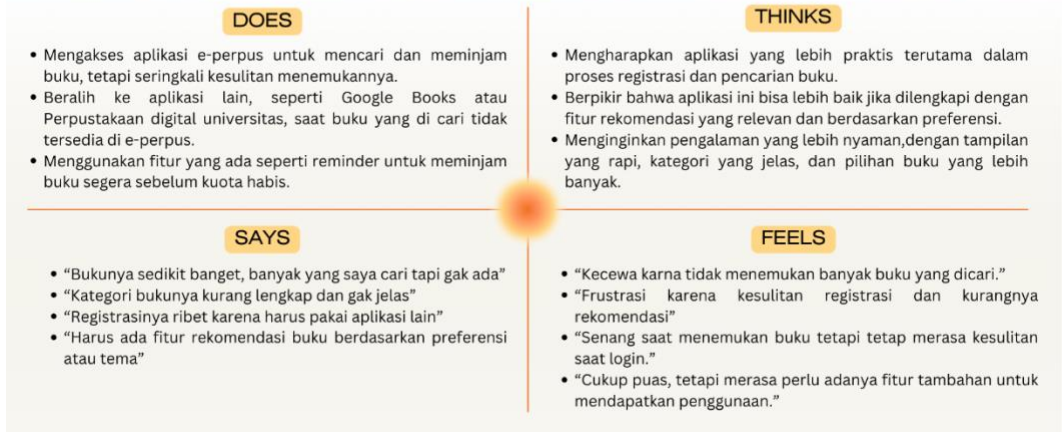 DOES
• Mengakses aplikasi e-perpus untuk mencari dan meminjam
buku, tetapi seringkali kesulitan menemukannya.
• Beralih ke aplikasi lain, seperti Google Books atau
Perpustakaan digital universitas, saat buku yang di cari tidak
tersedia di e-perpus.
• Menggunakan fitur yang ada seperti reminder untuk meminjam
buku segera sebelum kuota habis.
THINKS
• Mengharapkan aplikasi yang lebih praktis terutama dalam
proses registrasi dan pencarian buku.
• Berpikir bahwa aplikasi ini bisa lebih baik jika dilengkapi dengan
fitur rekomendasi yang relevan dan berdasarkan preferensi.
• Menginginkan pengalaman yang lebih nyaman,dengan tampilan
yang rapi, kategori yang jelas, dan pilihan buku yang lebih
banyak.
SAYS
• “Bukunya sedikit banget, banyak yang saya cari tapi gak ada”
• “Kategori bukunya kurang lengkap dan gak jelas”
• “Registrasinya ribet karena harus pakai aplikasi lain”
• “Harus ada fitur rekomendasi buku berdasarkan preferensi
atau tema”
FEELS
• “Kecewa karna tidak menemukan banyak buku yang dicari.”
• “Frustrasi karena kesulitan registrasi dan kurangnya
rekomendasi”
• “Senang saat menemukan buku tetapi tetap merasa kesulitan
saat login.”
• “Cukup puas, tetapi merasa perlu adanya fitur tambahan untuk
mendapatkan penggunaan.”